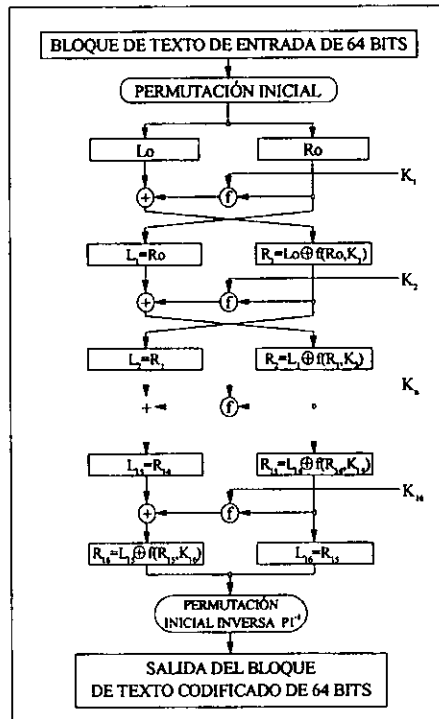 BLOQUE DE TEXTO DE ENTRADA DE 64 BITS
PERMUTACIÓN INICIAL
Lo Ro
K₁
+ f
L₁=Ro R₁=Lo⊕f(Ro,K₁)
K₂
+ f
L₂=R₁ R₂=L₁⊕f(R₁,K₂)
+ f
L₁₅=R₁₄ R₁₅=L₁₄⊕f(R₁₄,K₁₅)
K₁₆
+ f
R₁₆=L₁₅⊕f(R₁₅,K₁₆) L₁₆=R₁₅
PERMUTACIÓN
INICIAL INVERSA PI⁻¹
SALIDA DEL BLOQUE
DE TEXTO CODIFICADO DE 64 BITS